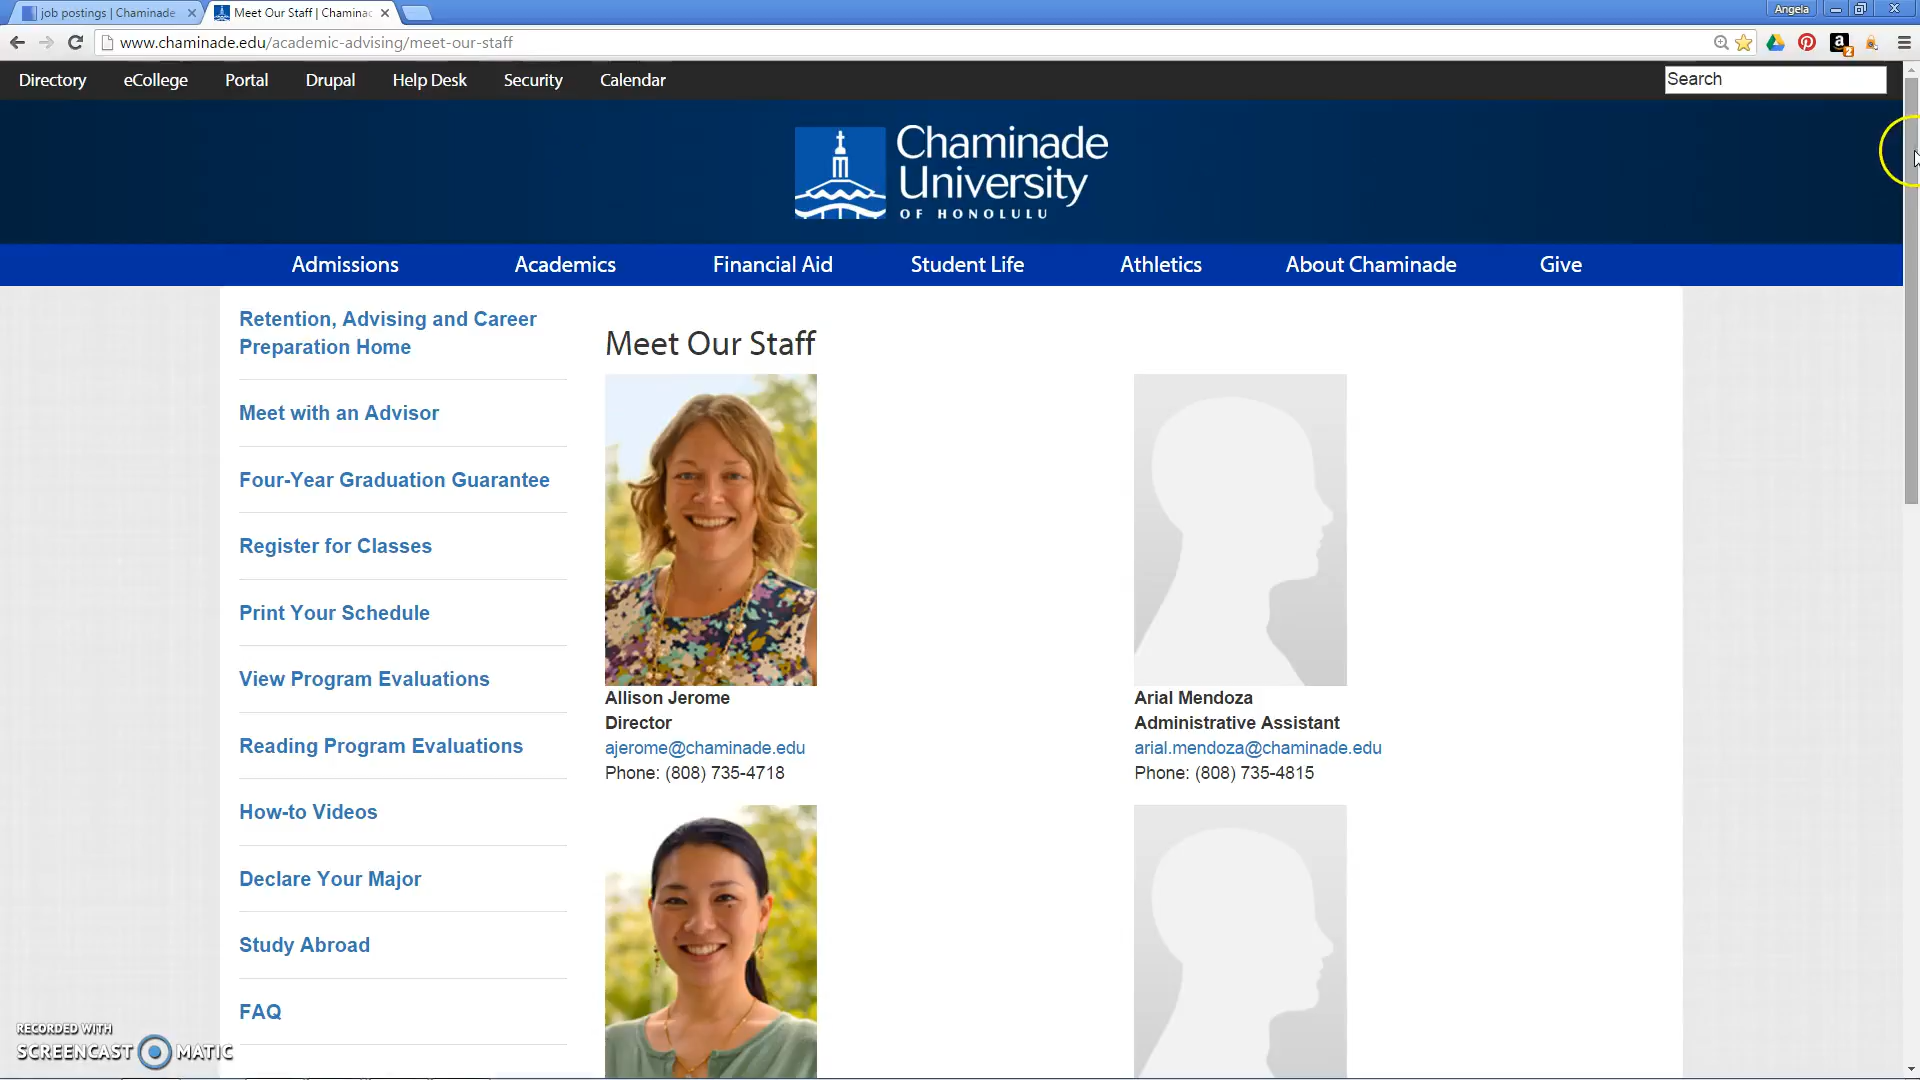 job postings | Chaminade
Meet Our Staff | Chaminad
Angela
www.chaminade.edu/academic-advising/meet-our-staff
a
2
Directory eCollege Portal Drupal Help Desk Security Calendar
Search
Chaminade
University
OF HONOLULU
Admissions Academics Financial Aid Student Life Athletics About Chaminade Give
Retention, Advising and Career
Preparation Home
Meet with an Advisor
Four-Year Graduation Guarantee
Register for Classes
Print Your Schedule
View Program Evaluations
Reading Program Evaluations
How-to Videos
Declare Your Major
Study Abroad
FAQ
Meet Our Staff
Allison Jerome
Director
ajerome@chaminade.edu
Phone: (808) 735-4718
Arial Mendoza
Administrative Assistant
arial.mendoza@chaminade.edu
Phone: (808) 735-4815
RECORDED WITH
SCREENCAST MATIC